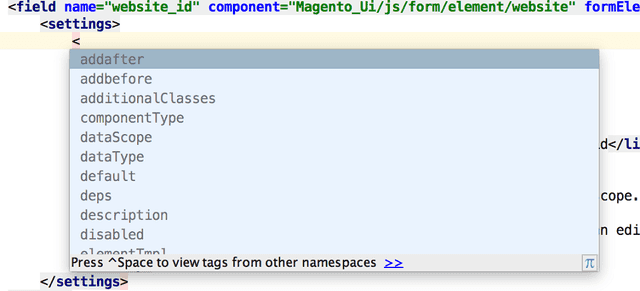 <field name="website_id" component="Magento_Ui/js/form/element/website" formEle
<settings>
<
addafter
addbefore
additionalClasses
componentType
dataScope
dataType
default
d</li
deps
cope.
description
n edi
disabled
elementTmpl
Press ^Space to view tags from other namespaces >>
π
</settings>